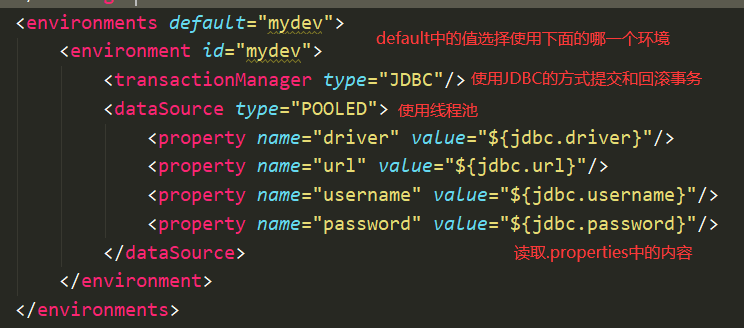 <environments default="mydev">
default中的值选择使用下面的哪一个环境
<environment id="mydev">
<transactionManager type="JDBC"/> 使用JDBC的方式提交和回滚事务
<dataSource type="POOLED"> 使用线程池
<property name="driver" value="${jdbc.driver}"/>
<property name="url" value="${jdbc.url}"/>
<property name="username" value="${jdbc.username}"/>
<property name="password" value="${jdbc.password}"/>
</dataSource> 读取.properties中的内容
</environment>
</environments>